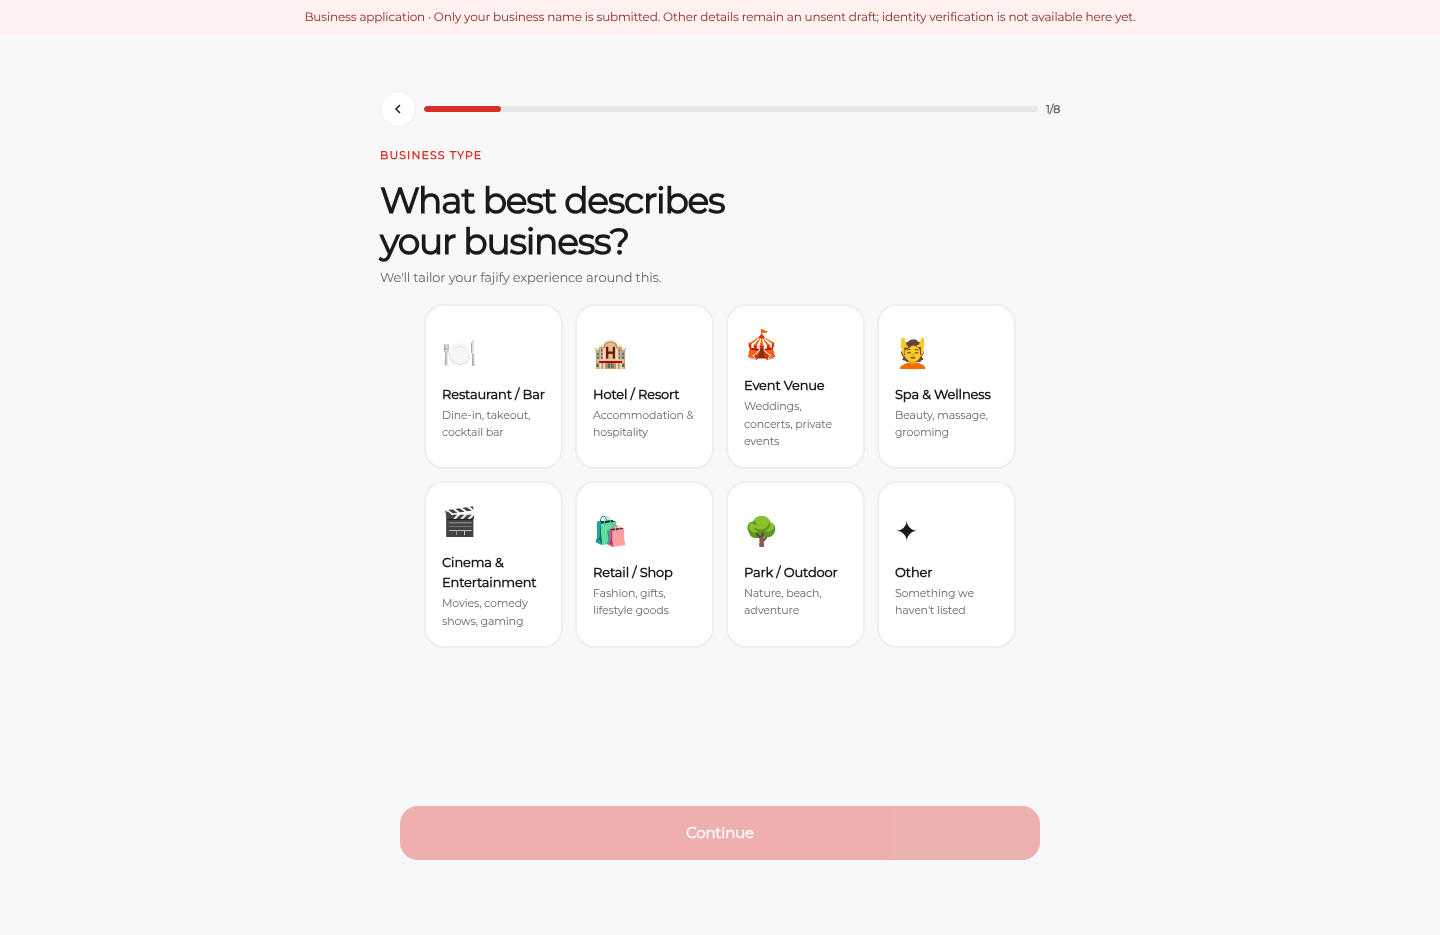 Business application · Only your business name is submitted. Other details remain an unsent draft; identity verification is not available here yet.
1/8
BUSINESS TYPE
What best describes
your business?
We'll tailor your fajify experience around this.
Restaurant / Bar
Dine-in, takeout,
cocktail bar
H
Hotel / Resort
Accommodation &
hospitality
Event Venue
Weddings,
concerts, private
events
Spa & Wellness
Beauty, massage,
grooming
Cinema &
Entertainment
Movies, comedy
shows, gaming
Retail / Shop
Fashion, gifts,
lifestyle goods
Park / Outdoor
Nature, beach,
adventure
Other
Something we
haven't listed
Continue